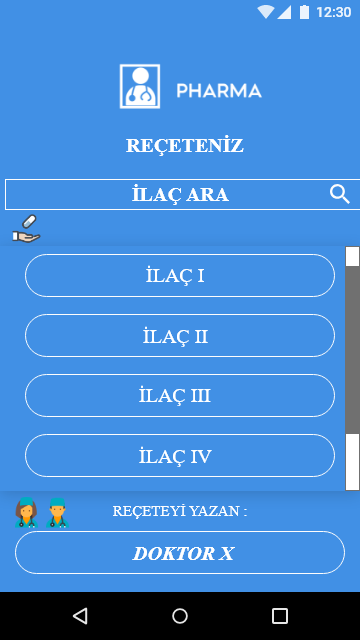 12:30
PHARMA
REÇETENİZ
İLAÇ ARA
İLAÇ I
İLAÇ II
İLAÇ III
İLAÇ IV
REÇETEYİ YAZAN :
DOKTOR X